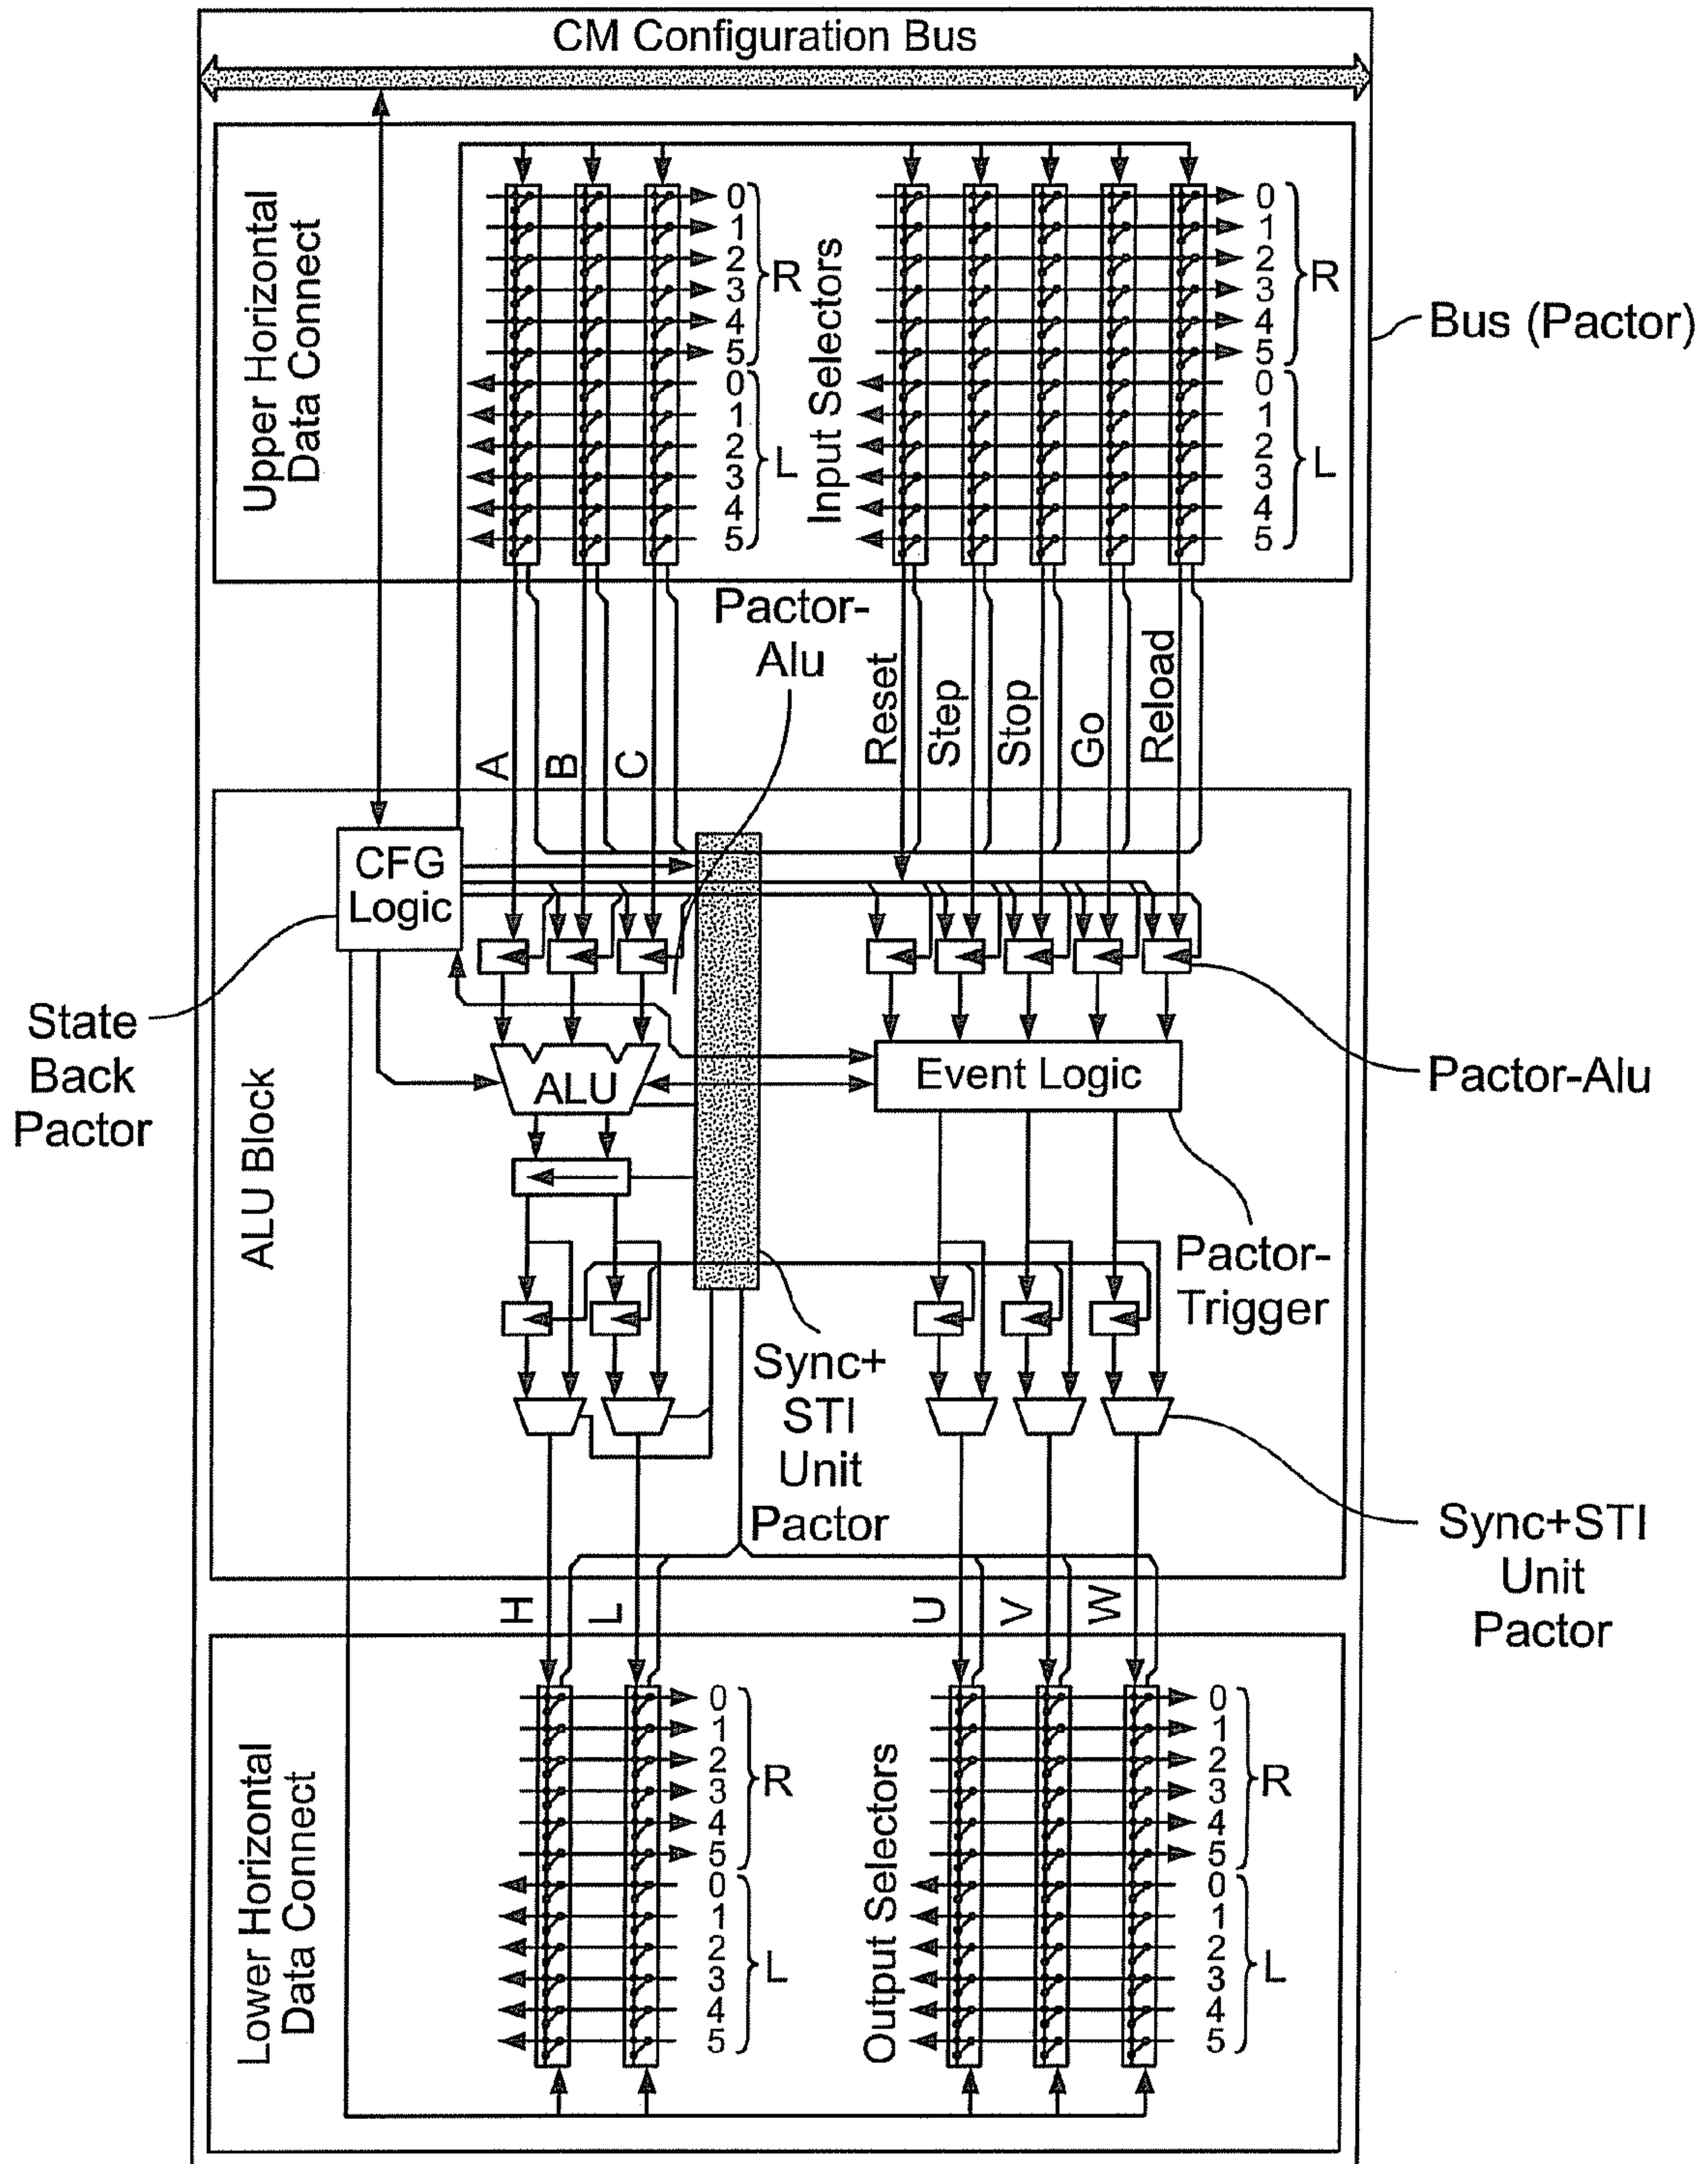 CM Configuration Bus
Upper Horizontal
Data Connect
0
1
2
3
4
5
R
0
1
2
3
4
5
L
Input Selectors
0
1
2
3
4
5
R
0
1
2
3
4
5
L
Bus (Pactor)
Pactor-
Alu
A
B
C
Reset
Step
Stop
Go
Reload
CFG
Logic
State
Back
Pactor
ALU Block
ALU
Event Logic
Pactor-Alu
Pactor-
Trigger
Sync+
STI
Unit
Pactor
Sync+STI
Unit
Pactor
H
L
U
V
W
Lower Horizontal
Data Connect
0
1
2
3
4
5
R
0
1
2
3
4
5
L
Output Selectors
0
1
2
3
4
5
R
0
1
2
3
4
5
L